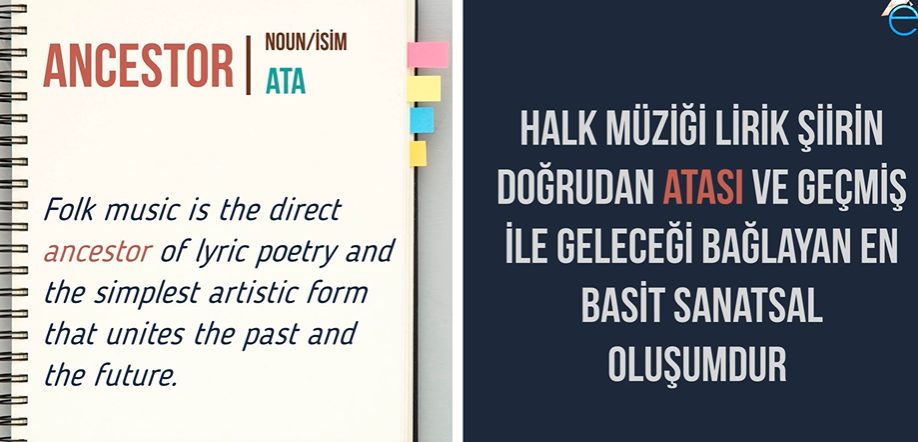 ANCESTOR
NOUN/İSİM
ATA
Folk music is the direct
ancestor of lyric poetry and
the simplest artistic form
that unites the past and
the future.
HALK MÜZİĞİ LİRİK ŞİİRİN
DOĞRUDAN ATASI VE GEÇMİŞ
İLE GELECEĞİ BAĞLAYAN EN
BASİT SANATSAL
OLUŞUMDUR